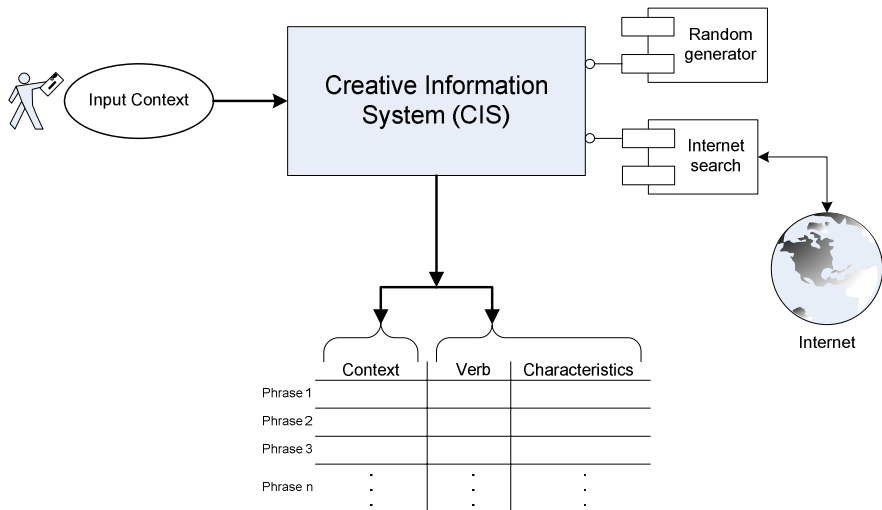 Input Context
Creative Information
System (CIS)
Random
generator
Internet
search
Internet
Context Verb Characteristics
Phrase 1
Phrase 2
Phrase 3
Phrase n